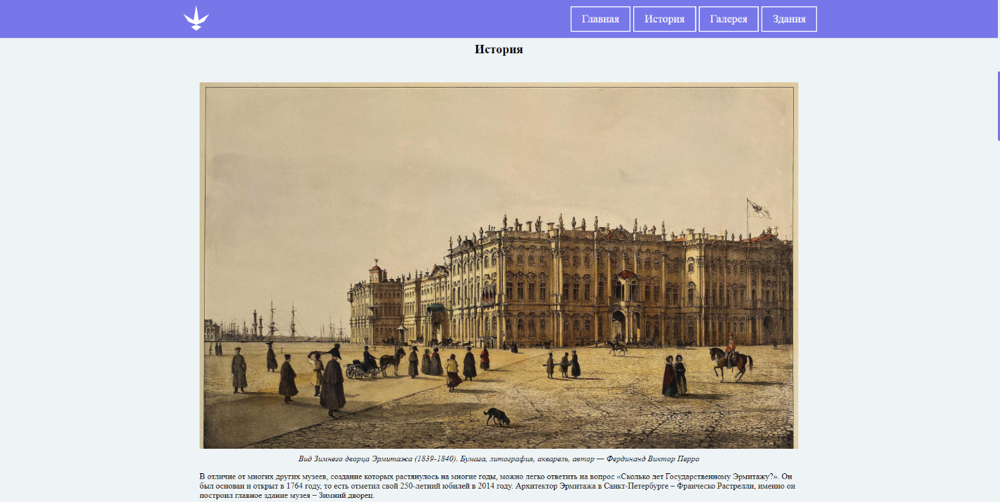 Главная История Галерея Здания
История
Вид Зимнего дворца Эрмитажа (1839-1840). Бумага, литография, акварель, автор — Фердинанд Виктор Перро
В отличие от многих других музеев, создание которых растянулось на многие годы, можно легко ответить на вопрос «Сколько лет Государственному Эрмитажу?». Он
был основан и открыт в 1764 году, то есть отметил свой 250-летний юбилей в 2014 году. Архитектор Эрмитажа в Санкт-Петербурге – Франческо Растрелли, именно он
построил главное здание музея – Зимний дворец.